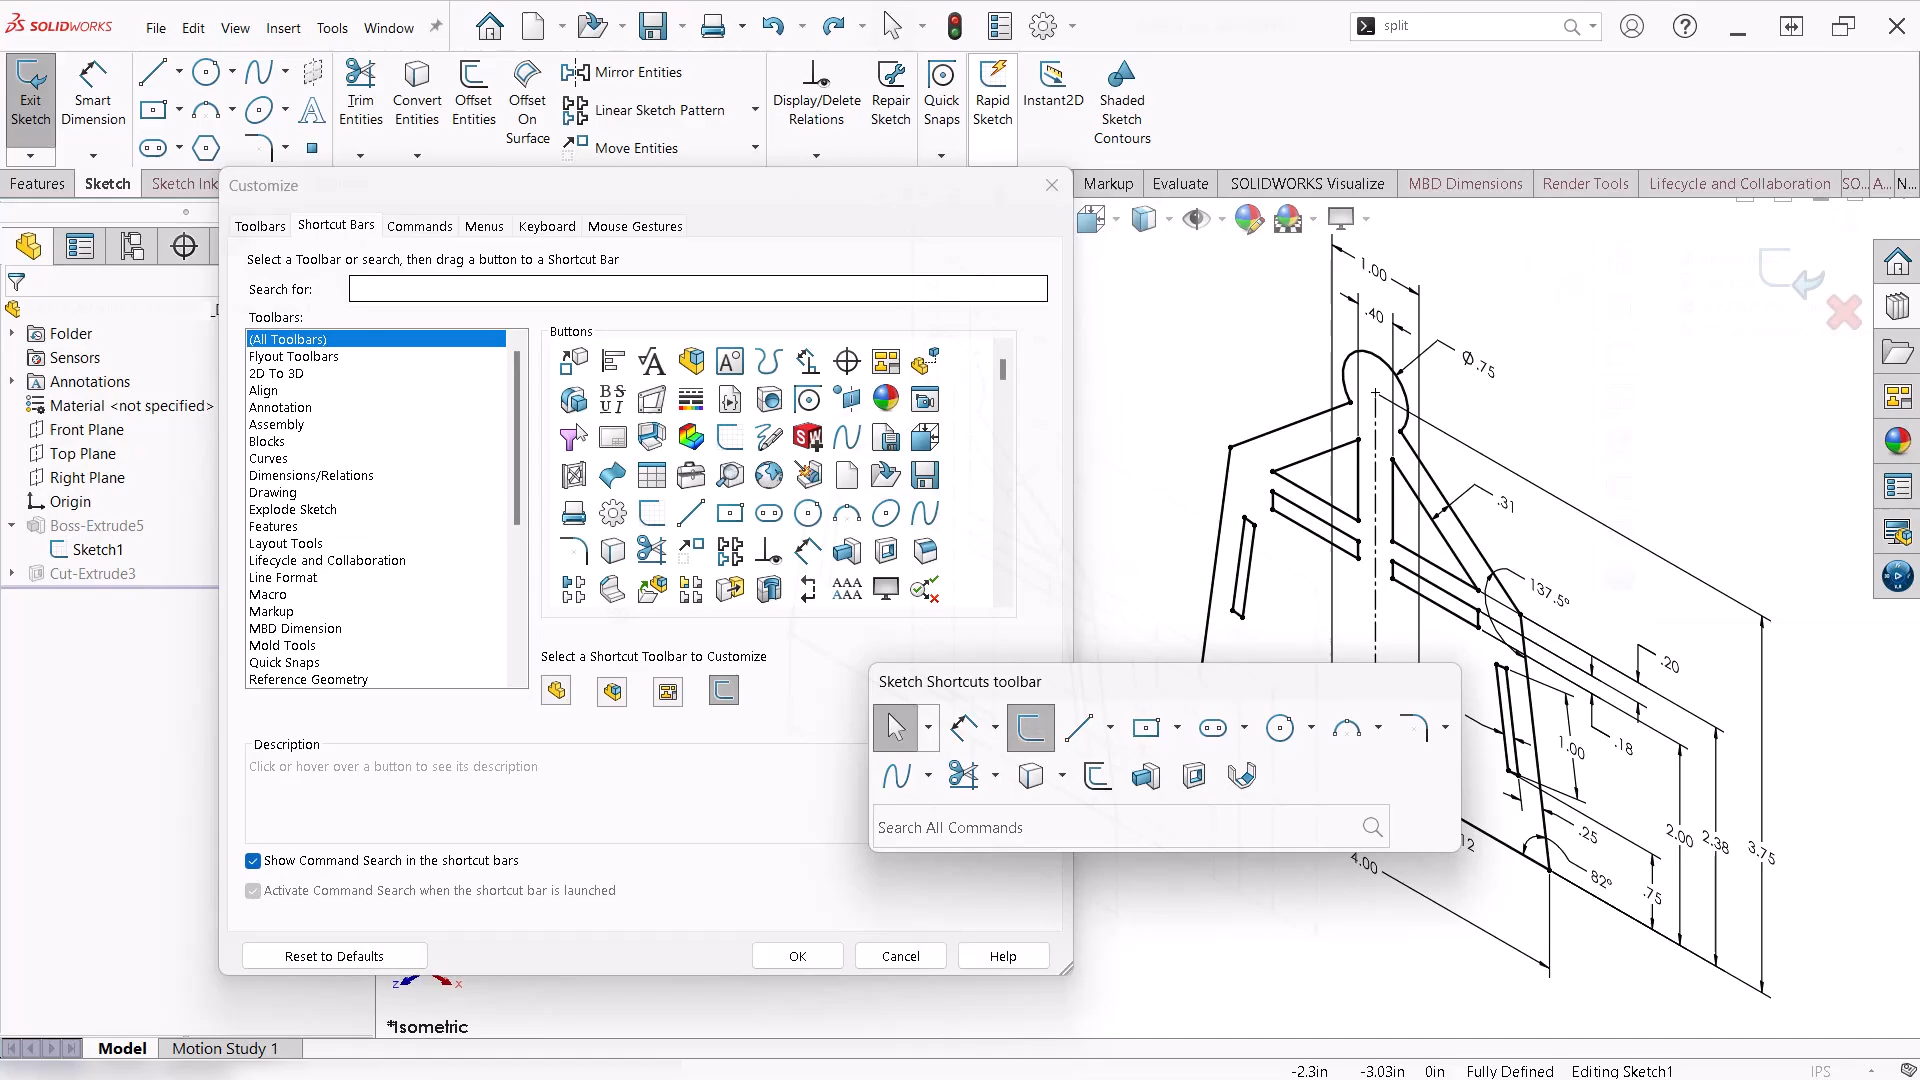 SOLIDWORKS
File Edit View Insert Tools Window
split
Exit Sketch
Smart Dimension
Trim Entities
Convert Entities
Offset Entities
Offset On Surface
Mirror Entities
Linear Sketch Pattern
Move Entities
Display/Delete Relations
Repair Sketch
Quick Snaps
Rapid Sketch
Instant2D
Shaded Sketch Contours
Features Sketch Sketch Ink Markup Evaluate SOLIDWORKS Visualize MBD Dimensions Render Tools Lifecycle and Collaboration SO... A... N...
Folder
Sensors
Annotations
Material <not specified>
Front Plane
Top Plane
Right Plane
Origin
Boss-Extrude5
Sketch1
Cut-Extrude3
Customize
Toolbars Shortcut Bars Commands Menus Keyboard Mouse Gestures
Select a Toolbar or search, then drag a button to a Shortcut Bar
Search for:
Toolbars:
(All Toolbars)
Flyout Toolbars
2D To 3D
Align
Annotation
Assembly
Blocks
Curves
Dimensions/Relations
Drawing
Explode Sketch
Features
Layout Tools
Lifecycle and Collaboration
Line Format
Macro
Markup
MBD Dimension
Mold Tools
Quick Snaps
Reference Geometry
Buttons
Select a Shortcut Toolbar to Customize
Description
Click or hover over a button to see its description
Show Command Search in the shortcut bars
Activate Command Search when the shortcut bar is launched
Reset to Defaults OK Cancel Help
Sketch Shortcuts toolbar
Search All Commands
1.00
.40
Φ.75
.31
137.5°
.20
.18
1.00
.25
2.00
2.38
3.75
12
4.00
82°
.75
z x
*Isometric
Model Motion Study 1
-2.3in -3.03in 0in Fully Defined Editing Sketch1 IPS